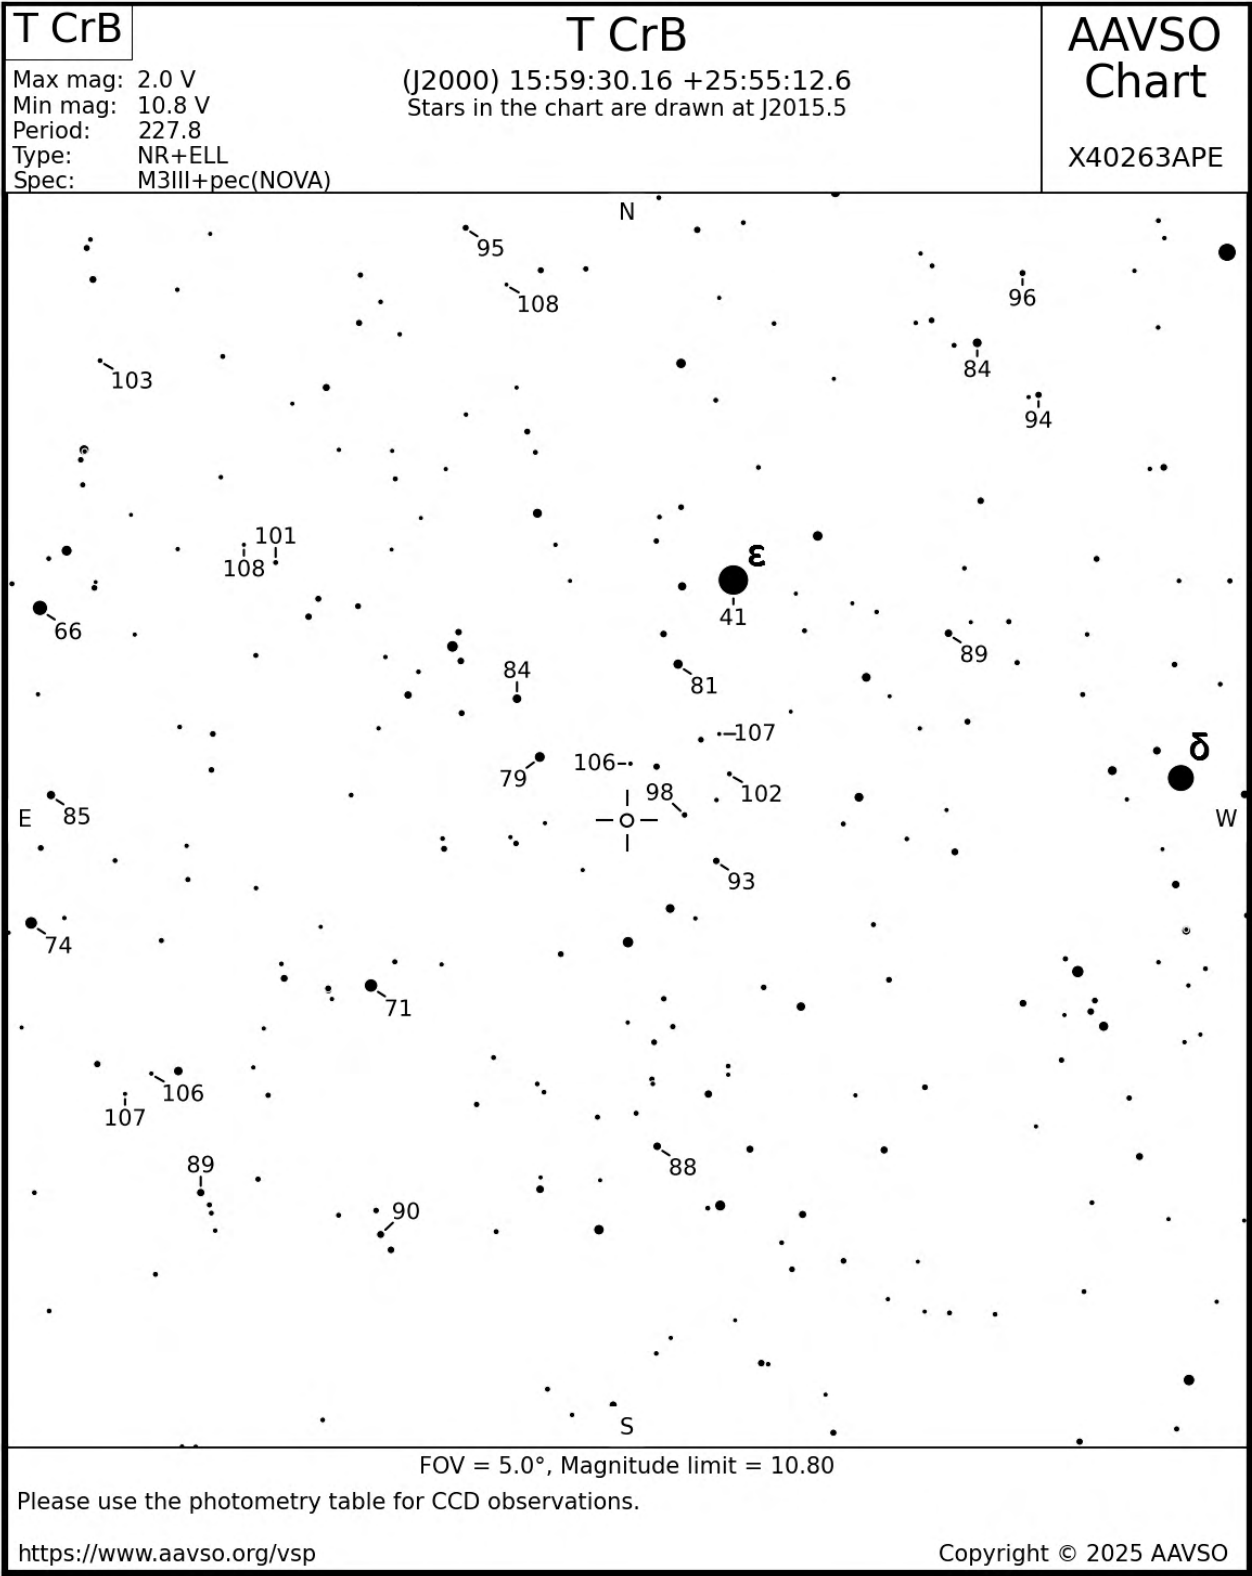 T CrB
Max mag: 2.0 V
Min mag: 10.8 V
Period: 227.8
Type: NR+ELL
Spec: M3III+pec(NOVA)
T CrB
(J2000) 15:59:30.16 +25:55:12.6
Stars in the chart are drawn at J2015.5
AAVSO
Chart
X40263APE
N
95
108
96
84
103
94
101
108
ε
41
66
89
84
81
107
δ
106
79
98
102
85
E
W
93
74
71
106
107
89
88
90
S
FOV = 5.0°, Magnitude limit = 10.80
Please use the photometry table for CCD observations.
https://www.aavso.org/vsp
Copyright © 2025 AAVSO